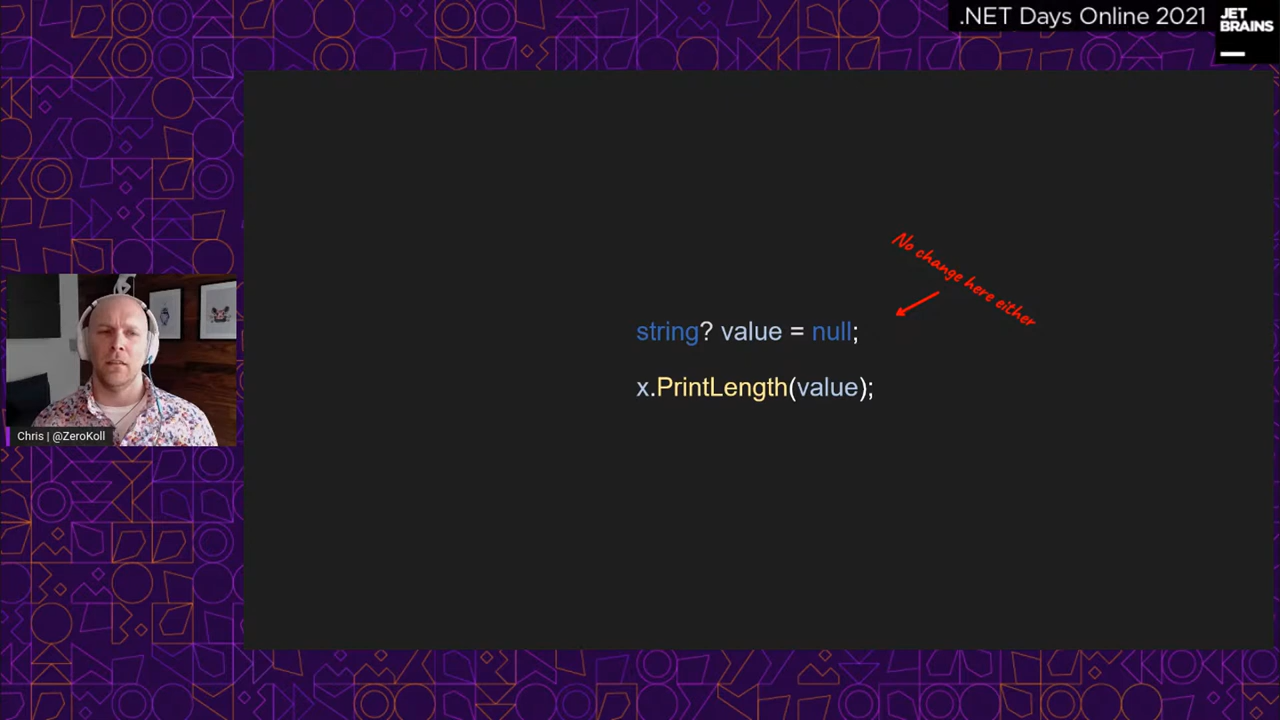 .NET Days Online 2021
JET
BRAINS
No change here either
string? value = null;
x.PrintLength(value);
Chris | @ZeroKoll